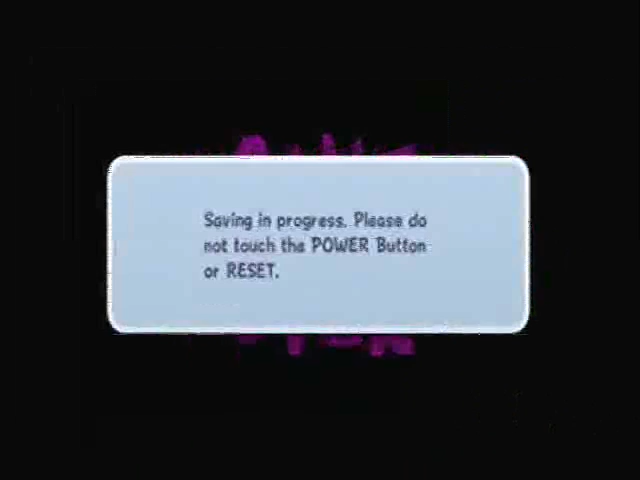 Saving in progress. Please do
not touch the POWER Button
or RESET.